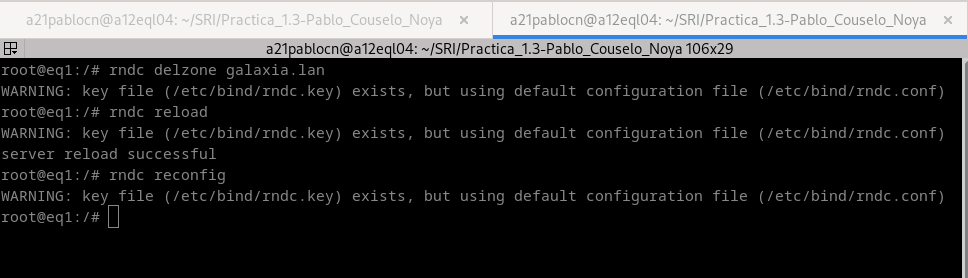 a21pablocn@a12eql04: ~/SRI/Practica_1.3-Pablo_Couselo_Noya ×
a21pablocn@a12eql04: ~/SRI/Practica_1.3-Pablo_Couselo_Noya ×
a21pablocn@a12eql04: ~/SRI/Practica_1.3-Pablo_Couselo_Noya 106x29
root@eq1:/# rndc delzone galaxia.lan
WARNING: key file (/etc/bind/rndc.key) exists, but using default configuration file (/etc/bind/rndc.conf)
root@eq1:/# rndc reload
WARNING: key file (/etc/bind/rndc.key) exists, but using default configuration file (/etc/bind/rndc.conf)
server reload successful
root@eq1:/# rndc reconfig
WARNING: key file (/etc/bind/rndc.key) exists, but using default configuration file (/etc/bind/rndc.conf)
root@eq1:/#